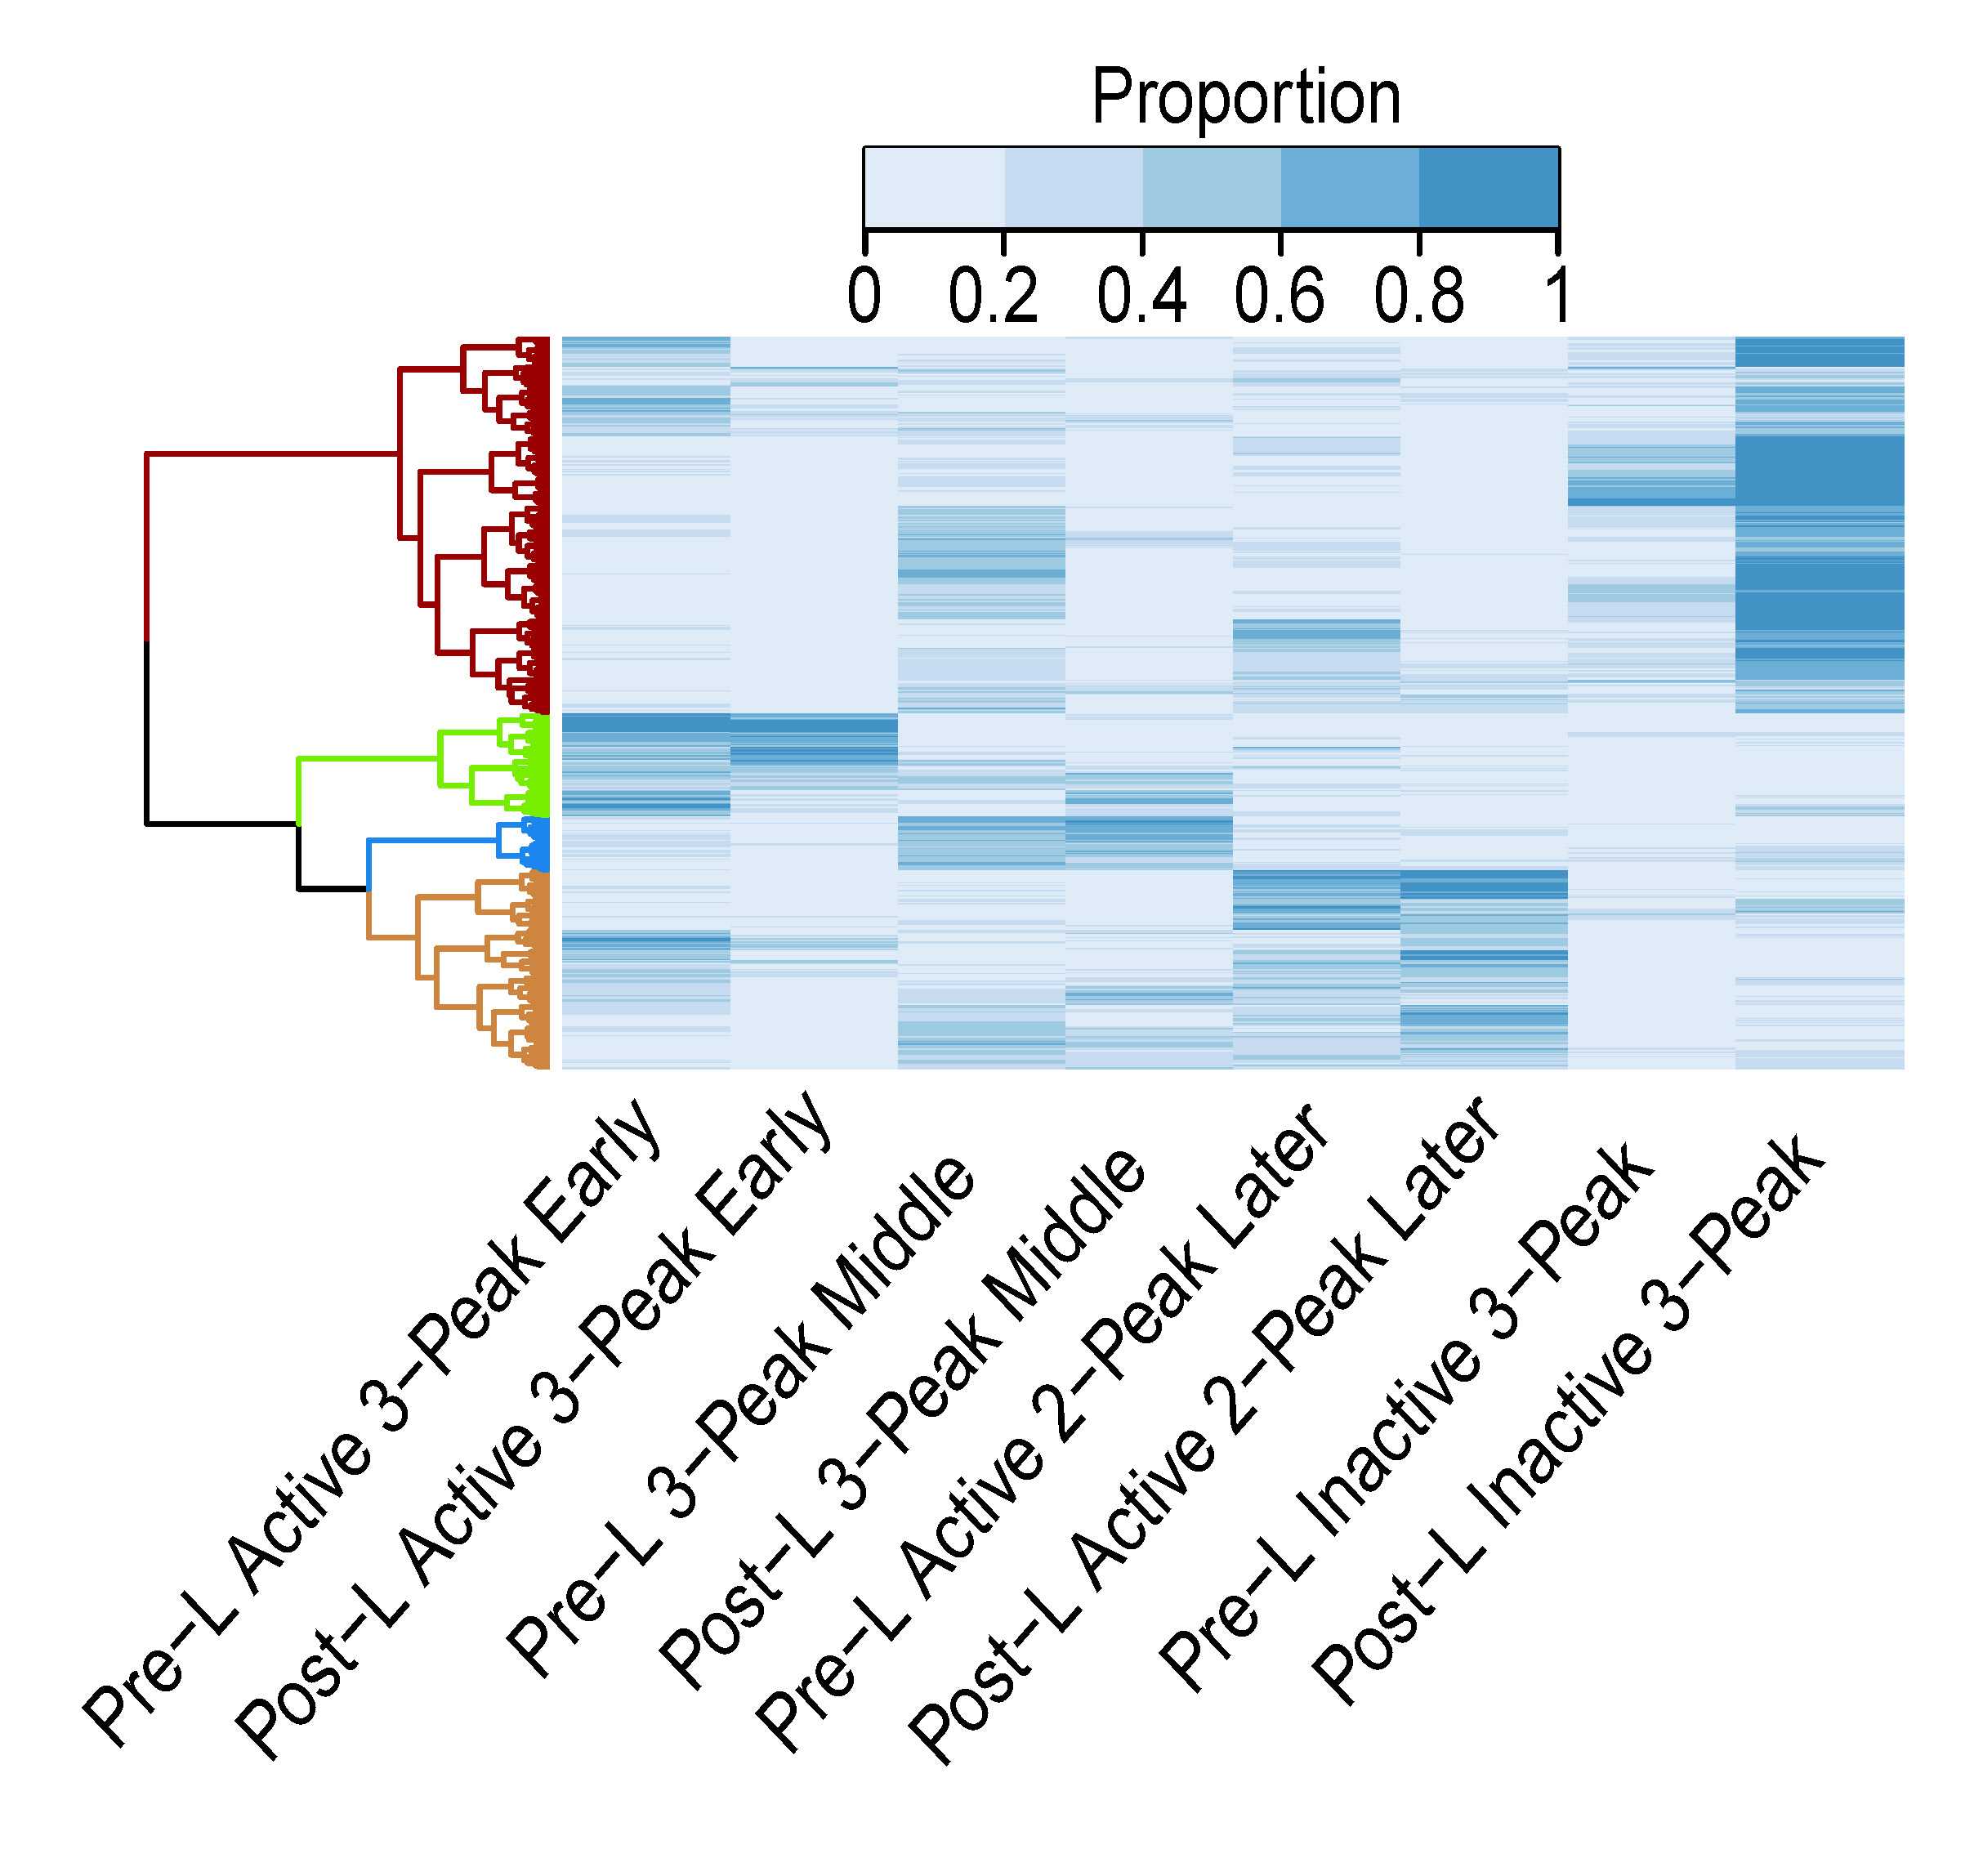 Proportion
0 0.2 0.4 0.6 0.8 1
Pre-L Active 3-Peak Early
Post-L Active 3-Peak Early
Pre-L 3-Peak Middle
Post-L 3-Peak Middle
Pre-L Active 2-Peak Later
Post-L Active 2-Peak Later
Pre-L Inactive 3-Peak
Post-L Inactive 3-Peak